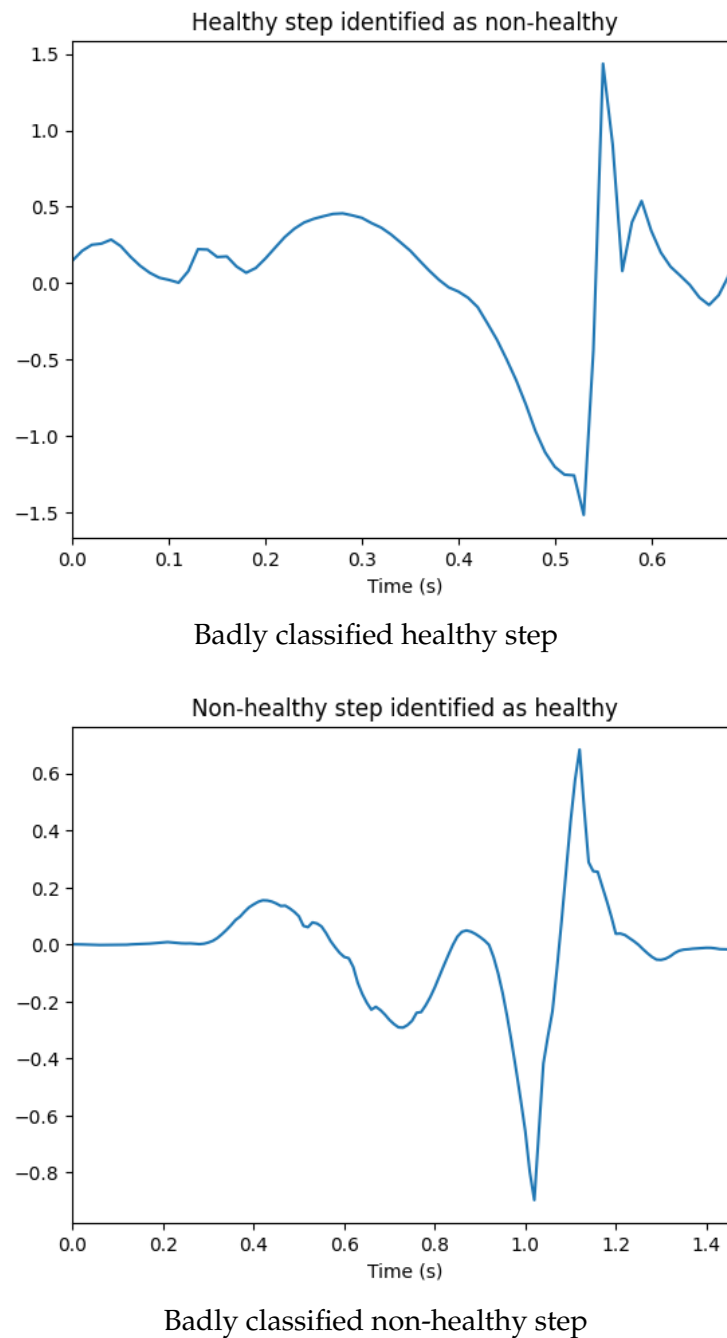 Healthy step identified as non-healthy
1.5
1.0
0.5
0.0
−0.5
−1.0
−1.5
0.0 0.1 0.2 0.3 0.4 0.5 0.6
Time (s)
Badly classified healthy step
Non-healthy step identified as healthy
0.6
0.4
0.2
0.0
−0.2
−0.4
−0.6
−0.8
0.0 0.2 0.4 0.6 0.8 1.0 1.2 1.4
Time (s)
Badly classified non-healthy step